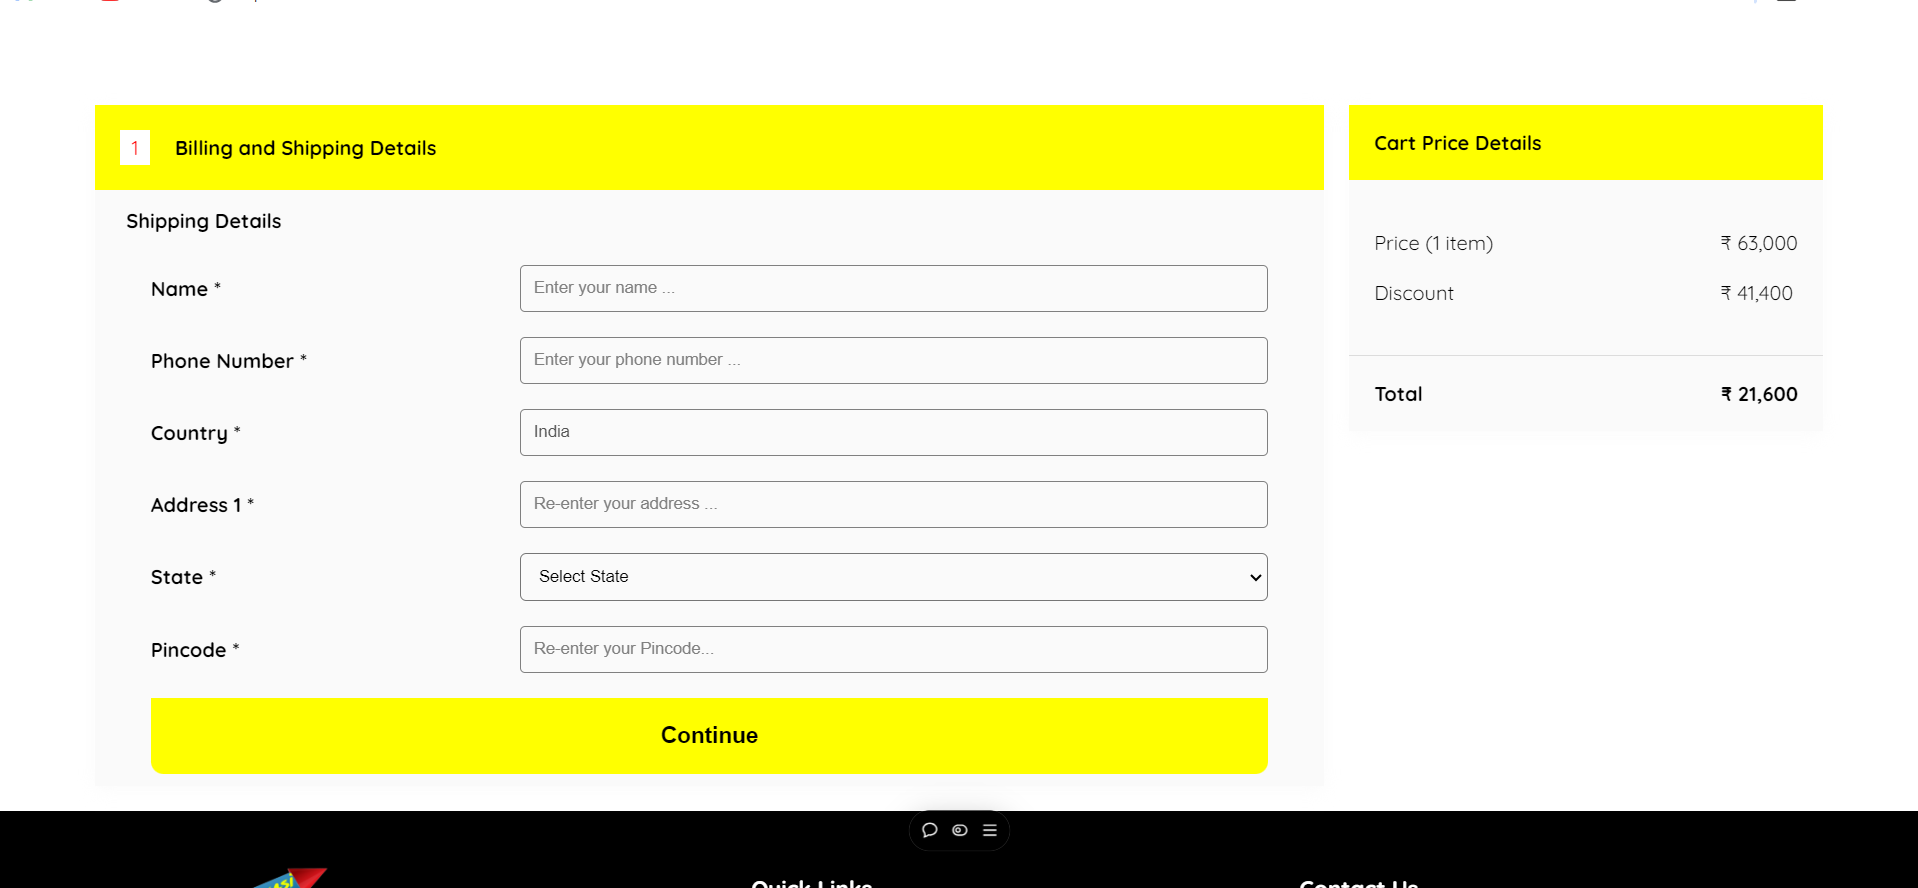 1 Billing and Shipping Details
Shipping Details
Name * Enter your name ...
Phone Number * Enter your phone number ...
Country * India
Address 1 * Re-enter your address ...
State * Select State
Pincode * Re-enter your Pincode...
Continue
Cart Price Details
Price (1 item) ₹ 63,000
Discount ₹ 41,400
Total ₹ 21,600
Quick Links
Contact Us